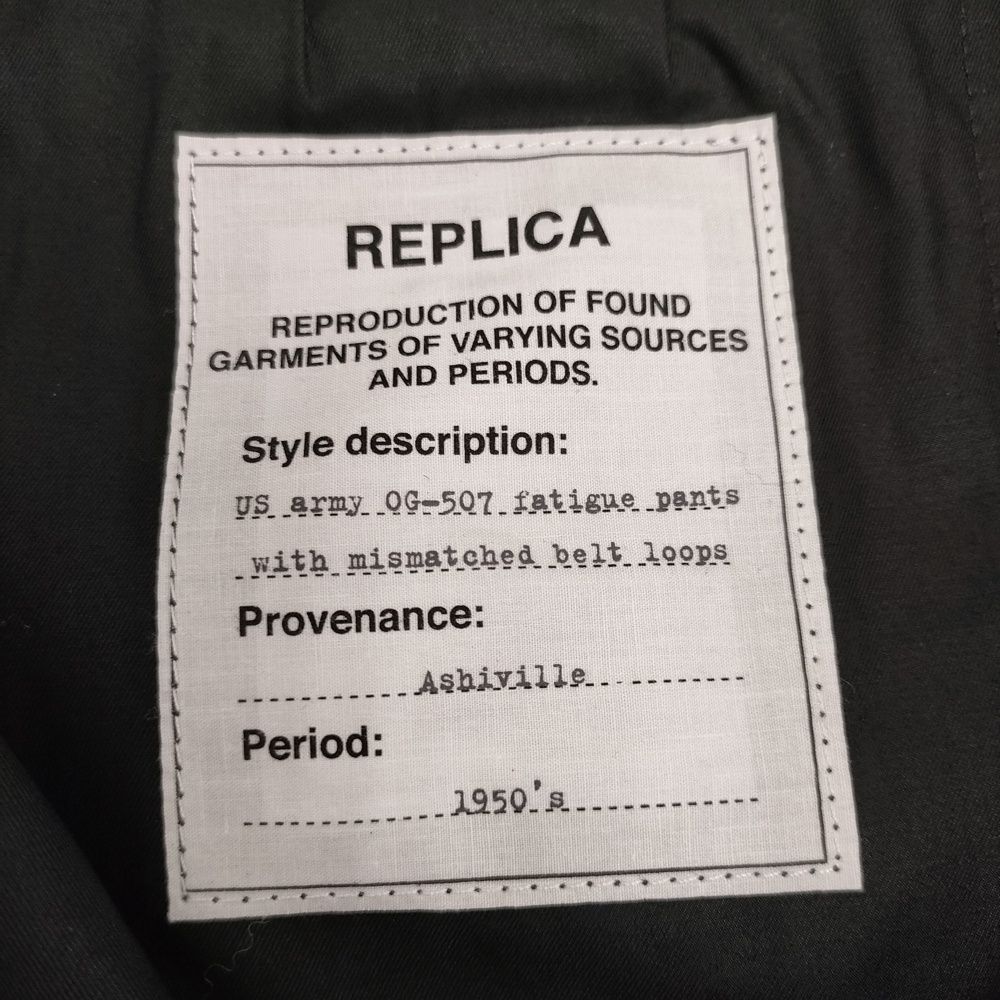 REPLICA
REPRODUCTION OF FOUND
GARMENTS OF VARYING SOURCES
AND PERIODS.
Style description:
US army OG-507 fatigue pants
with mismatched belt loops
Provenance:
Ashiville
Period:
1950's